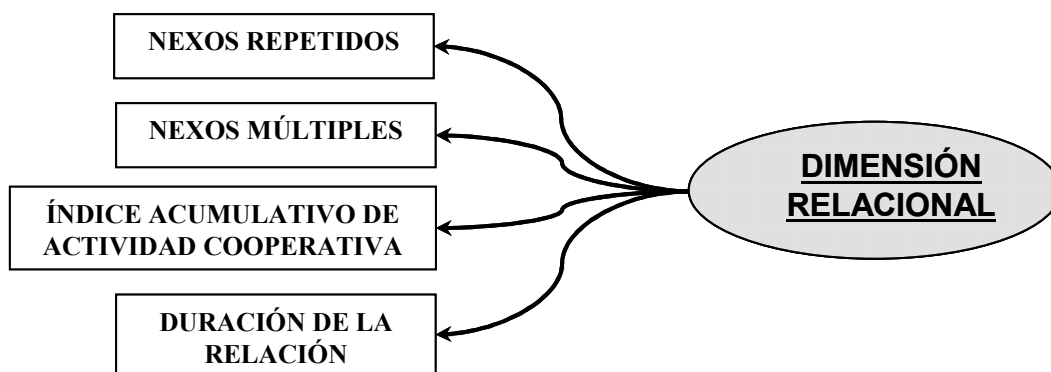 NEXOS REPETIDOS
NEXOS MÚLTIPLES
ÍNDICE ACUMULATIVO DE
ACTIVIDAD COOPERATIVA
DURACIÓN DE LA
RELACIÓN
DIMENSIÓN
RELACIONAL